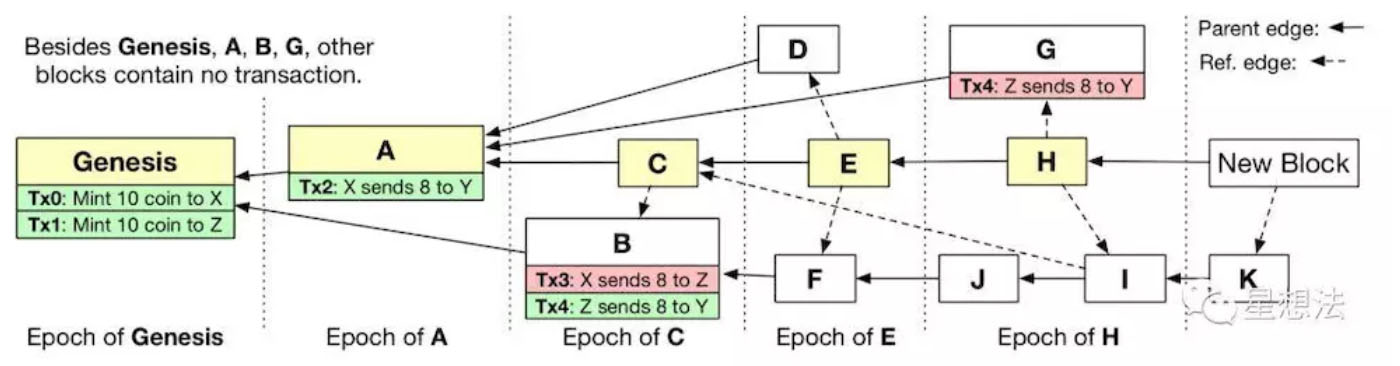 Besides Genesis, A, B, G, other
blocks contain no transaction.
Parent edge:
Ref. edge:
D
G
Tx4: Z sends 8 to Y
Genesis
Tx0: Mint 10 coin to X
Tx1: Mint 10 coin to Z
A
Tx2: X sends 8 to Y
C
E
H
New Block
B
Tx3: X sends 8 to Z
Tx4: Z sends 8 to Y
F
J
I
K
星想法
Epoch of Genesis
Epoch of A
Epoch of C
Epoch of E
Epoch of H